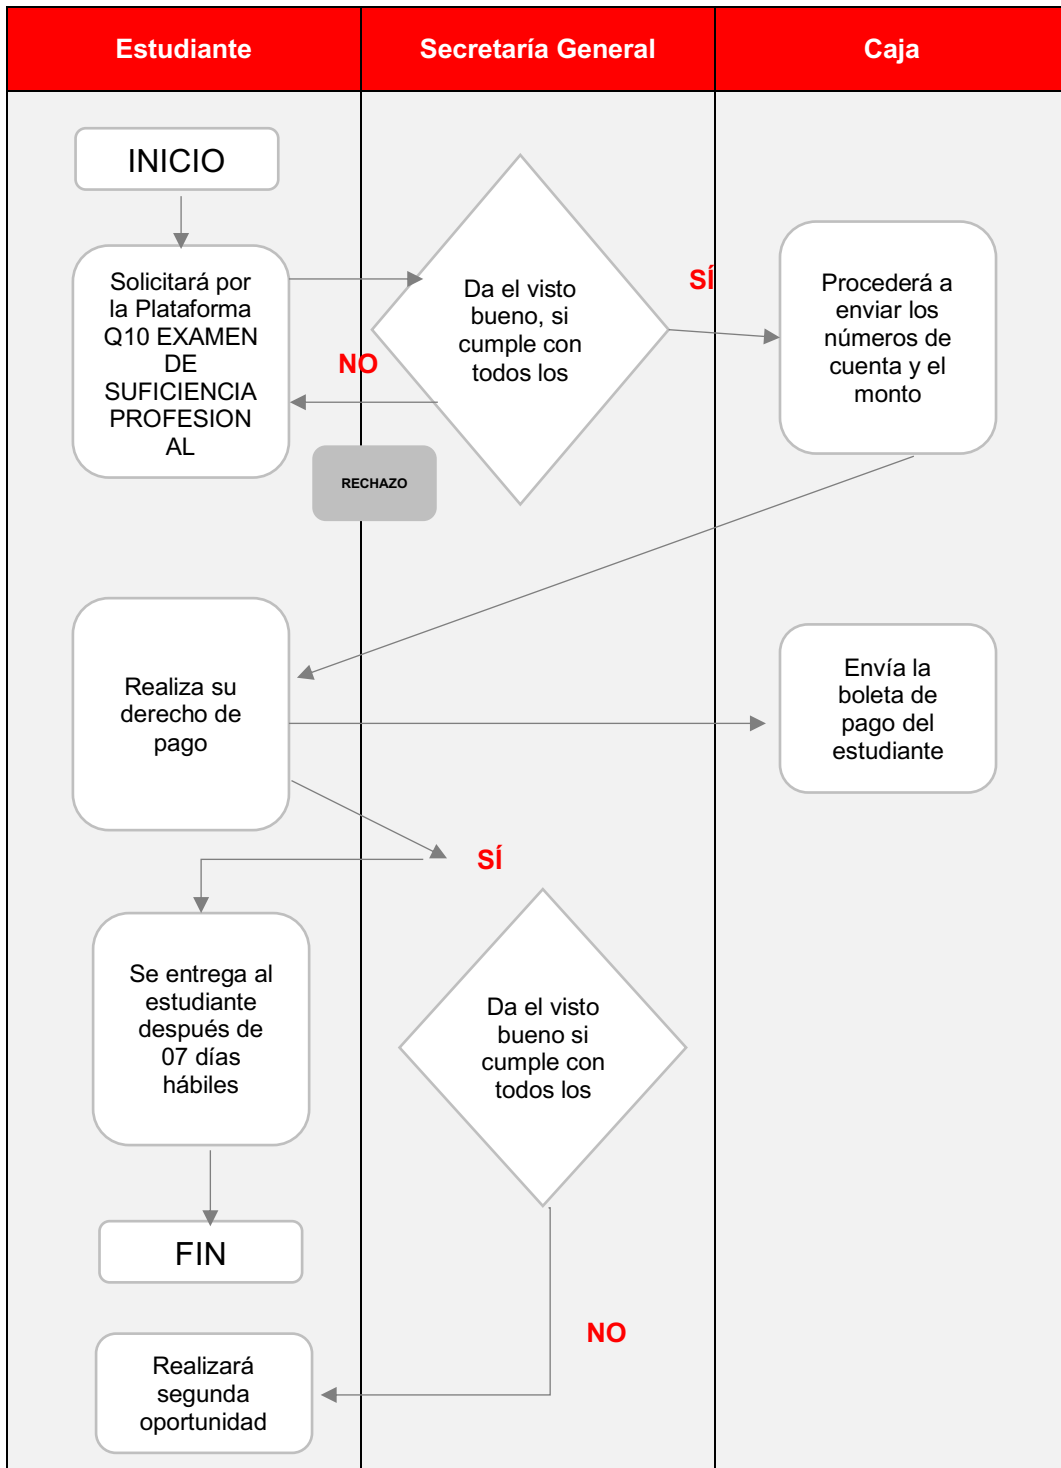 Estudiante
Secretaría General
Caja
INICIO
Solicitará por
la Plataforma
Q10 EXAMEN
DE
SUFICIENCIA
PROFESION
AL
NO
RECHAZO
Da el visto
bueno, si
cumple con
todos los
SÍ
Procederá a
enviar los
números de
cuenta y el
monto
Realiza su
derecho de
pago
Envía la
boleta de
pago del
estudiante
SÍ
Se entrega al
estudiante
después de
07 días
hábiles
Da el visto
bueno si
cumple con
todos los
FIN
NO
Realizará
segunda
oportunidad